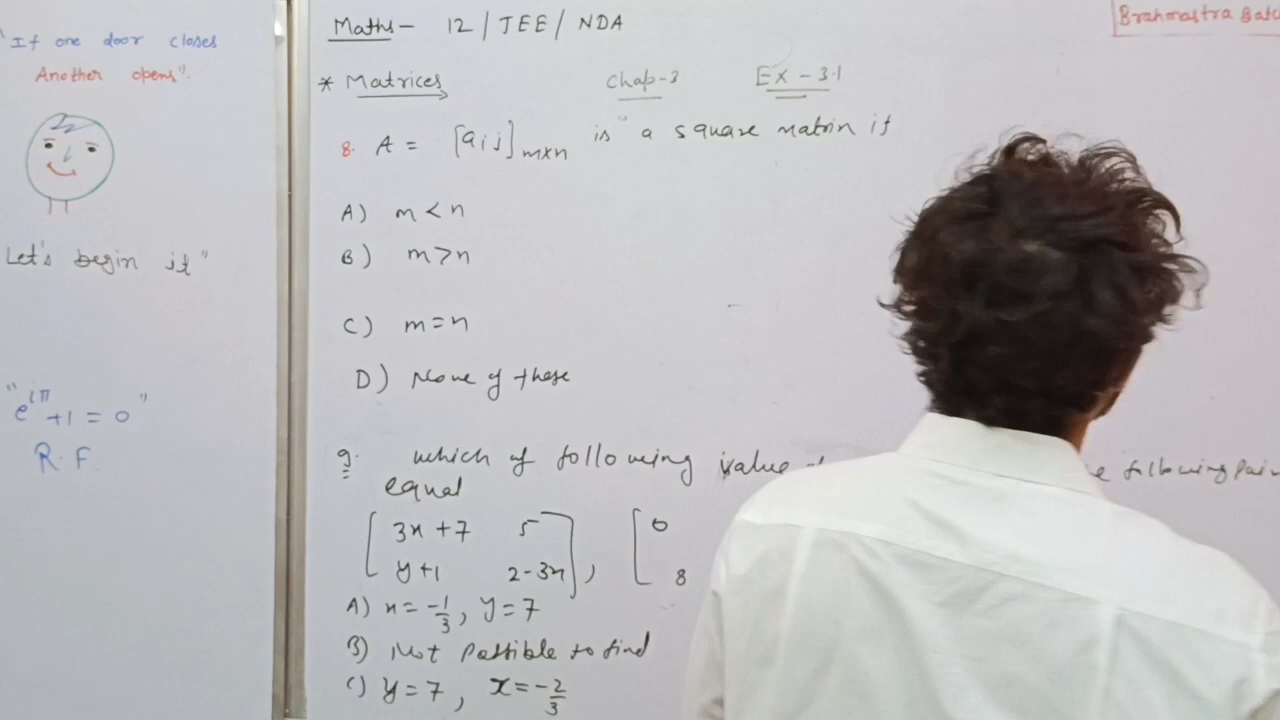 "If one door closes
Another opens".
Let's begin it"
"e^iπ +1 = 0"
R.F.
Maths - 12 / JEE / NDA
Brahmastra Batc
* Matrices Chap-3 Ex - 3.1
8. A = [aij]m×n is "a square matrix if
A) m < n
B) m > n
C) m = n
D) None of these
9. which of following value e following pair
equal
[3x + 7 5
y+1 2-3x], [0
8
A) x = -1/3, y = 7
B) Not possible to find
C) y = 7, x = -2/3